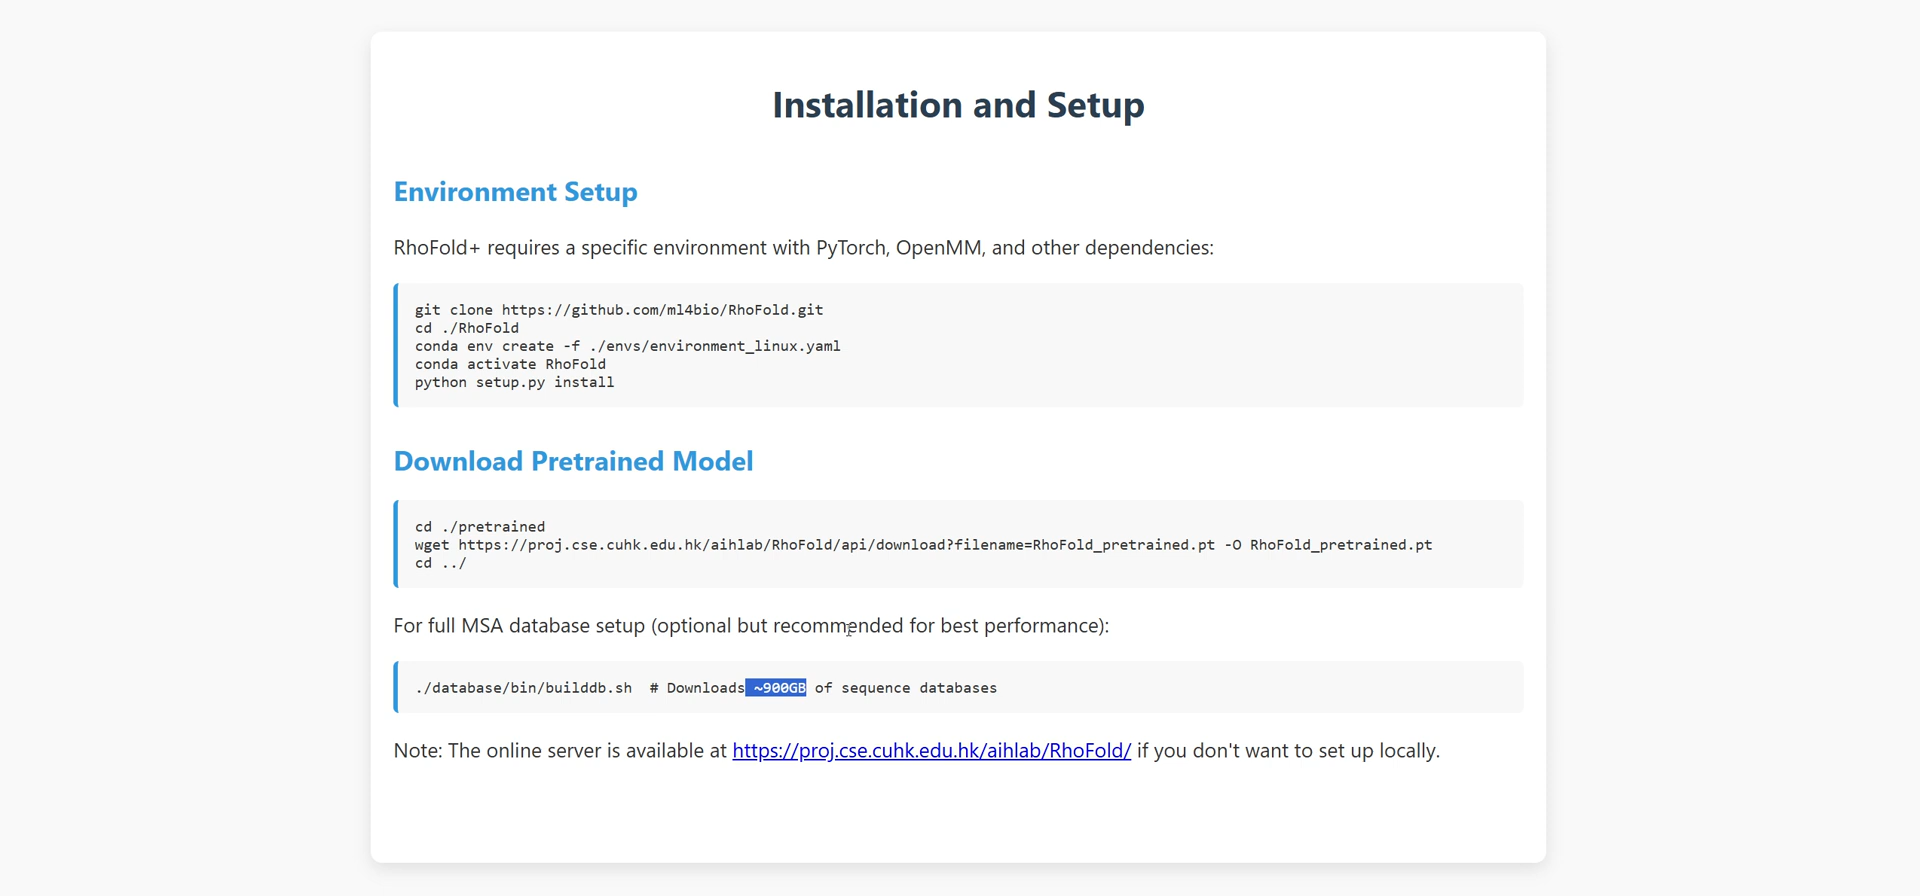 Installation and Setup
Environment Setup
RhoFold+ requires a specific environment with PyTorch, OpenMM, and other dependencies:
git clone https://github.com/ml4bio/RhoFold.git
cd ./RhoFold
conda env create -f ./envs/environment_linux.yaml
conda activate RhoFold
python setup.py install
Download Pretrained Model
cd ./pretrained
wget https://proj.cse.cuhk.edu.hk/aihlab/RhoFold/api/download?filename=RhoFold_pretrained.pt -O RhoFold_pretrained.pt
cd ../
For full MSA database setup (optional but recommended for best performance):
./database/bin/builddb.sh  # Downloads ~900GB of sequence databases
Note: The online server is available at https://proj.cse.cuhk.edu.hk/aihlab/RhoFold/ if you don't want to set up locally.